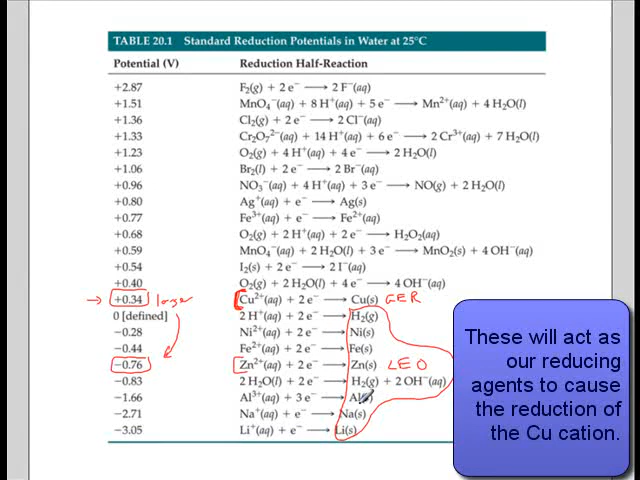 TABLE 20.1 Standard Reduction Potentials in Water at 25°C
Potential (V) Reduction Half-Reaction
+2.87 F₂(g) + 2 e⁻ ⟶ 2 F⁻(aq)
+1.51 MnO₄⁻(aq) + 8 H⁺(aq) + 5 e⁻ ⟶ Mn²⁺(aq) + 4 H₂O(l)
+1.36 Cl₂(g) + 2 e⁻ ⟶ 2 Cl⁻(aq)
+1.33 Cr₂O₇²⁻(aq) + 14 H⁺(aq) + 6 e⁻ ⟶ 2 Cr³⁺(aq) + 7 H₂O(l)
+1.23 O₂(g) + 4 H⁺(aq) + 4 e⁻ ⟶ 2 H₂O(l)
+1.06 Br₂(l) + 2 e⁻ ⟶ 2 Br⁻(aq)
+0.96 NO₃⁻(aq) + 4 H⁺(aq) + 3 e⁻ ⟶ NO(g) + 2 H₂O(l)
+0.80 Ag⁺(aq) + e⁻ ⟶ Ag(s)
+0.77 Fe³⁺(aq) + e⁻ ⟶ Fe²⁺(aq)
+0.68 O₂(g) + 2 H⁺(aq) + 2 e⁻ ⟶ H₂O₂(aq)
+0.59 MnO₄⁻(aq) + 2 H₂O(l) + 3 e⁻ ⟶ MnO₂(s) + 4 OH⁻(aq)
+0.54 I₂(s) + 2 e⁻ ⟶ 2 I⁻(aq)
+0.40 O₂(g) + 2 H₂O(l) + 4 e⁻ ⟶ 4 OH⁻(aq)
→ +0.34 Cu²⁺(aq) + 2 e⁻ ⟶ Cu(s) GER
0 [defined] 2 H⁺(aq) + 2 e⁻ ⟶ H₂(g)
−0.28 Ni²⁺(aq) + 2 e⁻ ⟶ Ni(s)
−0.44 Fe²⁺(aq) + 2 e⁻ ⟶ Fe(s)
−0.76 Zn²⁺(aq) + 2 e⁻ ⟶ Zn(s) LEO
−0.83 2 H₂O(l) + 2 e⁻ ⟶ H₂(g) + 2 OH⁻(aq)
−1.66 Al³⁺(aq) + 3 e⁻ ⟶ Al(s)
−2.71 Na⁺(aq) + e⁻ ⟶ Na(s)
−3.05 Li⁺(aq) + e⁻ ⟶ Li(s)
These will act as
our reducing
agents to cause
the reduction of
the Cu cation.